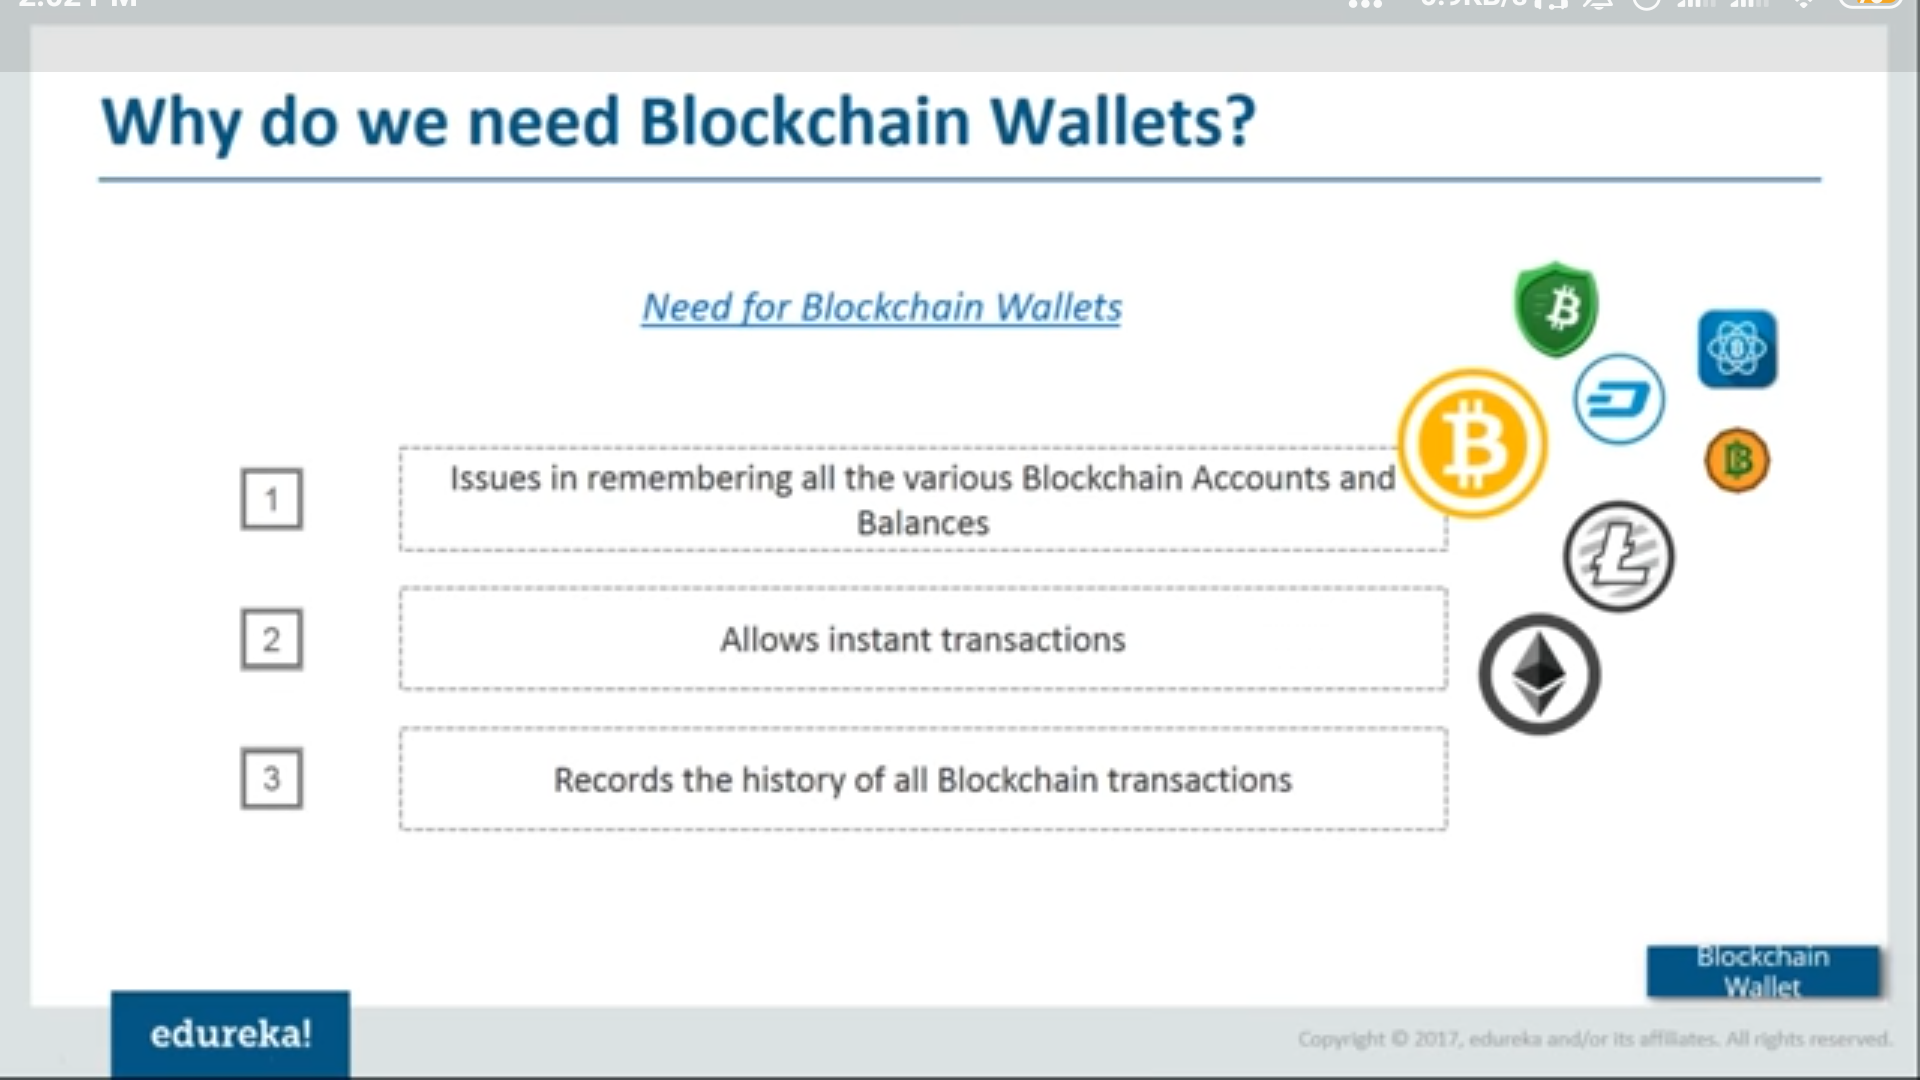 Why do we need Blockchain Wallets?
Need for Blockchain Wallets
1
Issues in remembering all the various Blockchain Accounts and
Balances
2
Allows instant transactions
3
Records the history of all Blockchain transactions
Blockchain
Wallet
edureka!
Copyright © 2017, edureka and/or its affiliates. All rights reserved.